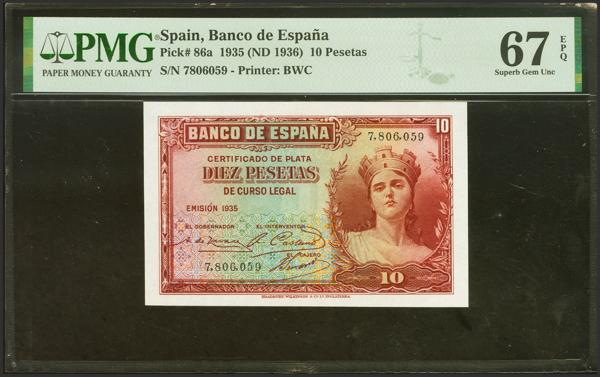 PMG
PAPER MONEY GUARANTY
Spain, Banco de España
Pick# 86a 1935 (ND 1936) 10 Pesetas
S/N 7806059 - Printer: BWC
67 EPQ
Superb Gem Unc
BANCO DE ESPAÑA
10
7,806,059
CERTIFICADO DE PLATA
DIEZ PESETAS
DE CURSO LEGAL
EMISIÓN 1935
EL GOBERNADOR EL INTERVENTOR
EL CAJERO
7,806,059
10
BRADBURY WILKINSON & Cº LD INGLATERRA.